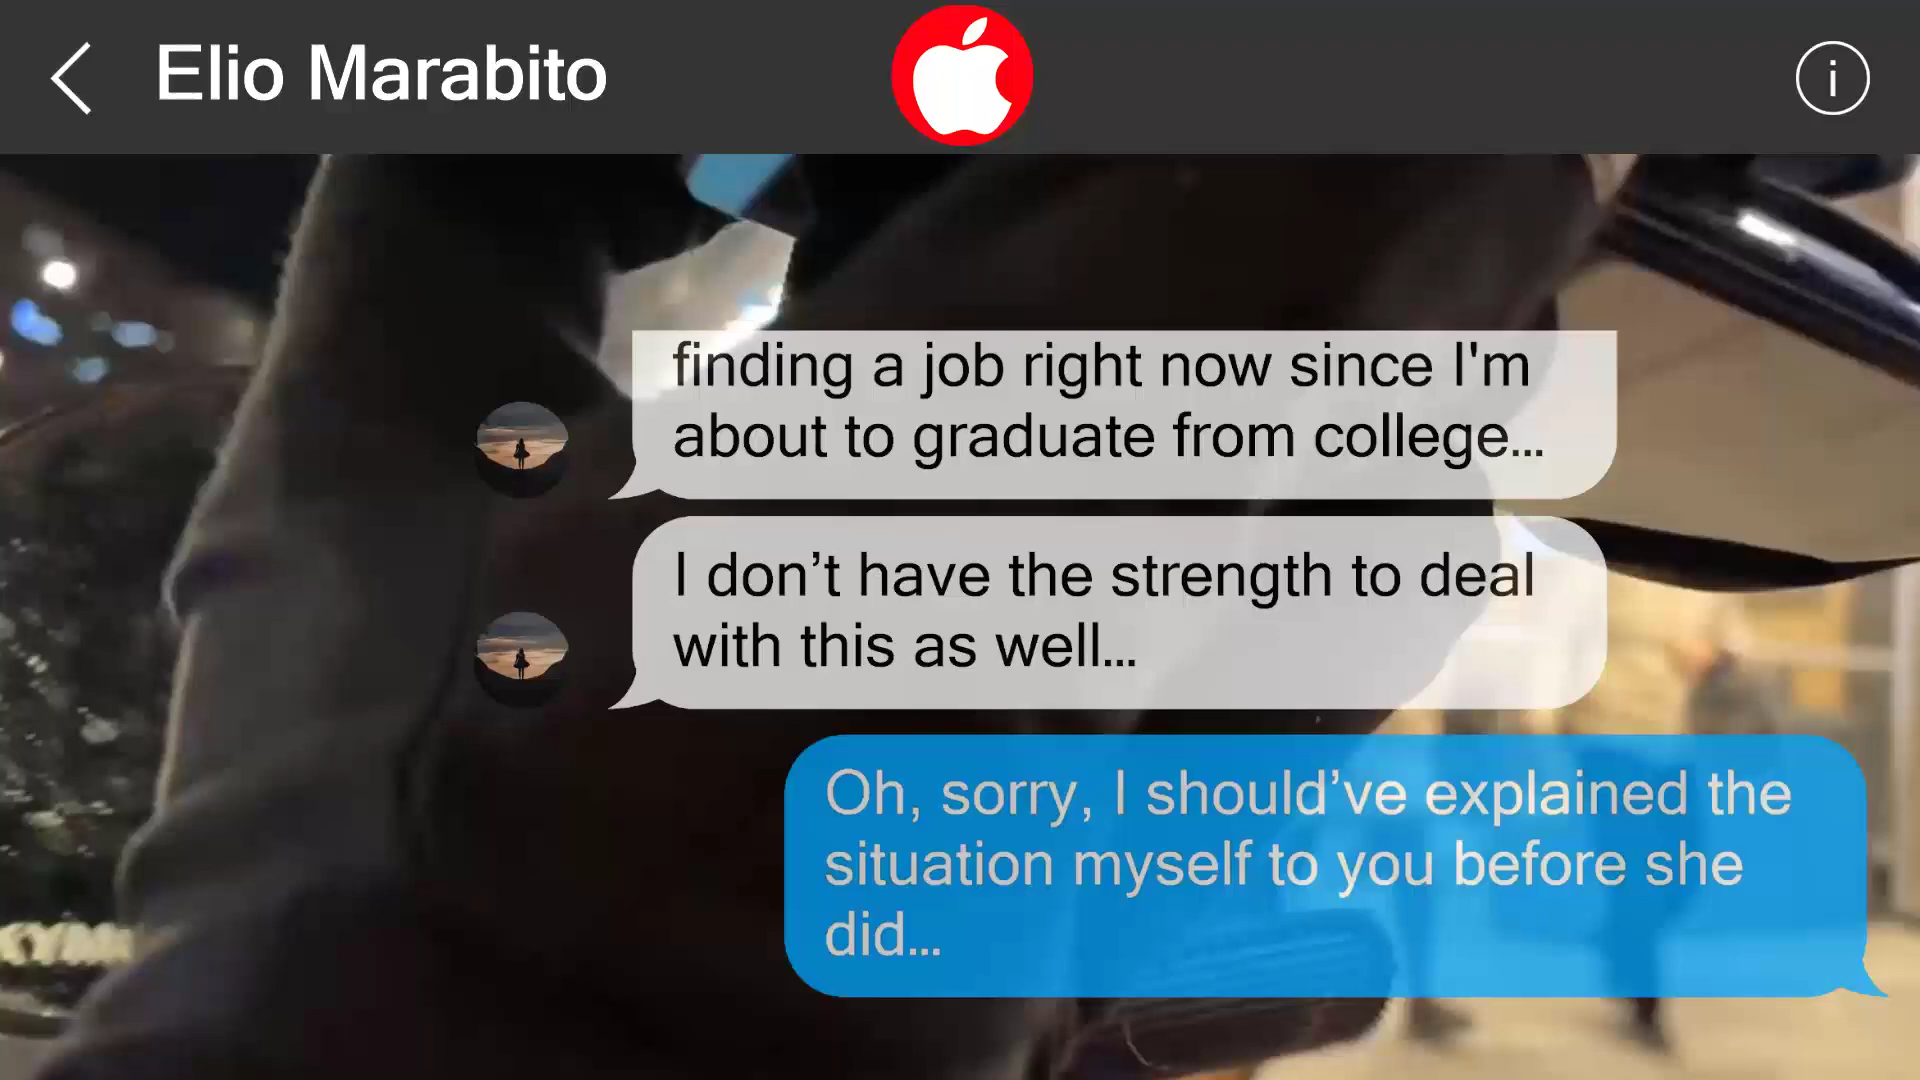 Elio Marabito
finding a job right now since I'm
about to graduate from college...
I don’t have the strength to deal
with this as well...
Oh, sorry, I should’ve explained the
situation myself to you before she
did...